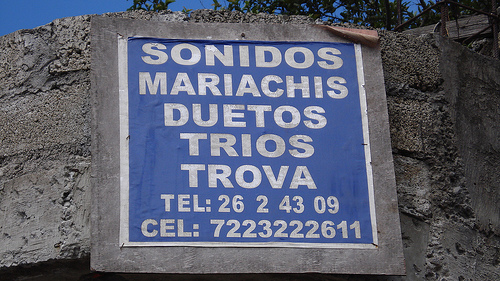 SONIDOS
MARIACHIS
DUETOS
TRIOS
TROVA
TEL: 26 2 43 09
CEL: 7223222611